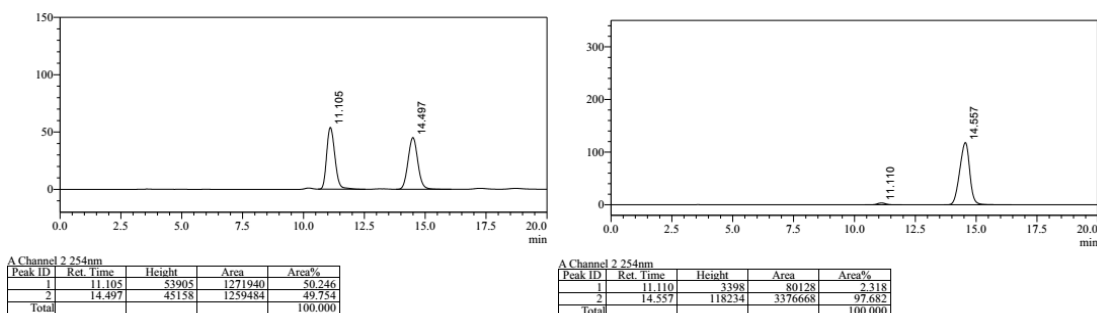 150
100
50
0
11.105
14.497
0.0 2.5 5.0 7.5 10.0 12.5 15.0 17.5 20.0
min
A Channel 2 254nm
Peak ID Ret. Time Height Area Area%
1 11.105 53905 1271940 50.246
2 14.497 45158 1259484 49.754
Total 100.000
300
200
100
0
11.110
14.557
0.0 2.5 5.0 7.5 10.0 12.5 15.0 17.5 20.0
min
A Channel 2 254nm
Peak ID Ret. Time Height Area Area%
1 11.110 3398 80128 2.318
2 14.557 118234 3376668 97.682
Total 100.000